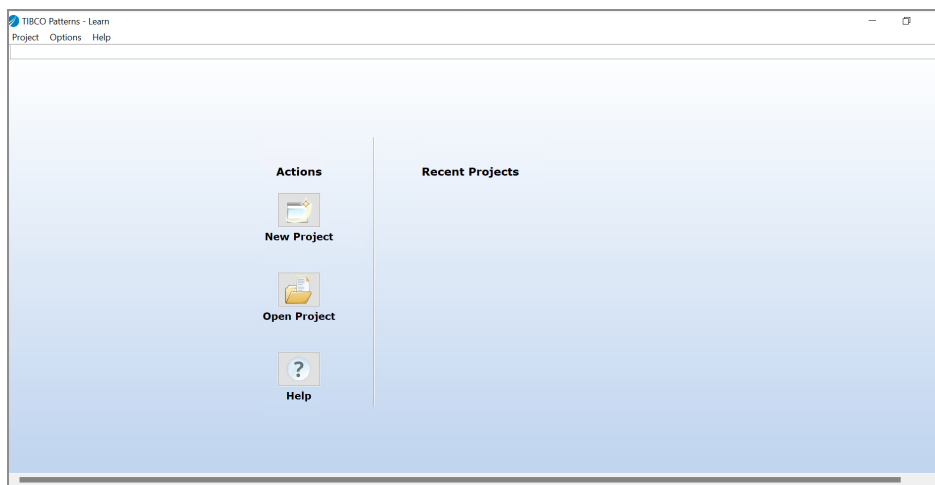 TIBCO Patterns - Learn
Project Options Help
Actions
Recent Projects
New Project
Open Project
?
Help